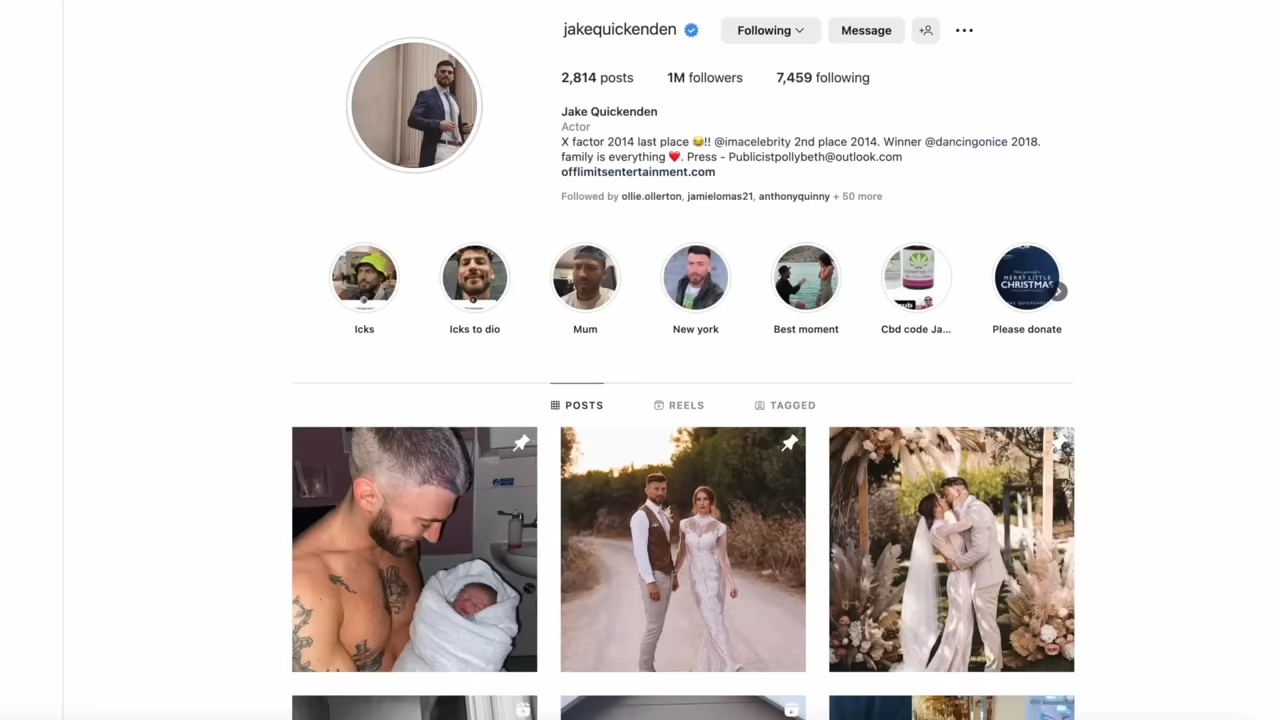 jakequickenden
Following
Message
2,814 posts
1M followers
7,459 following
Jake Quickenden
Actor
X factor 2014 last place 😂!! @imacelebrity 2nd place 2014. Winner @dancingonice 2018.
family is everything ❤️. Press - Publicistpollybeth@outlook.com
offlimitsentertainment.com
Followed by ollie.ollerton, jamielomas21, anthonyquinny + 50 more
MERRY LITTLE
CHRISTMAS
Icks
Icks to dio
Mum
New york
Best moment
Cbd code Ja...
Please donate
POSTS
REELS
TAGGED